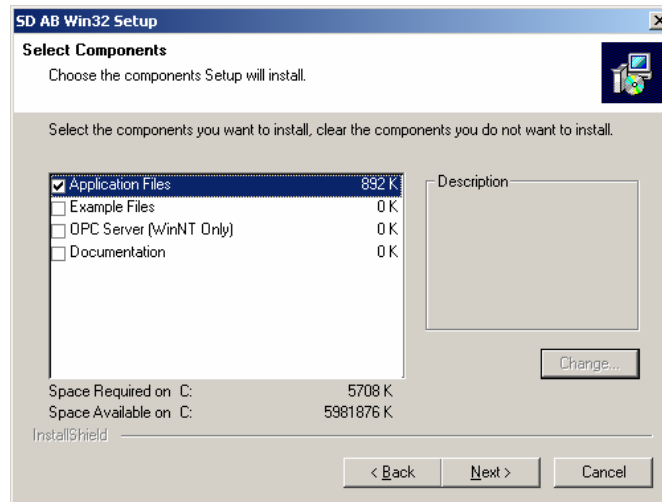 SD AB Win32 Setup
Select Components
Choose the components Setup will install.
Select the components you want to install, clear the components you do not want to install.
Application Files 892 K
Example Files 0 K
OPC Server (WinNT Only) 0 K
Documentation 0 K
Description
Change...
Space Required on C: 5708 K
Space Available on C: 5981876 K
InstallShield
< Back Next > Cancel